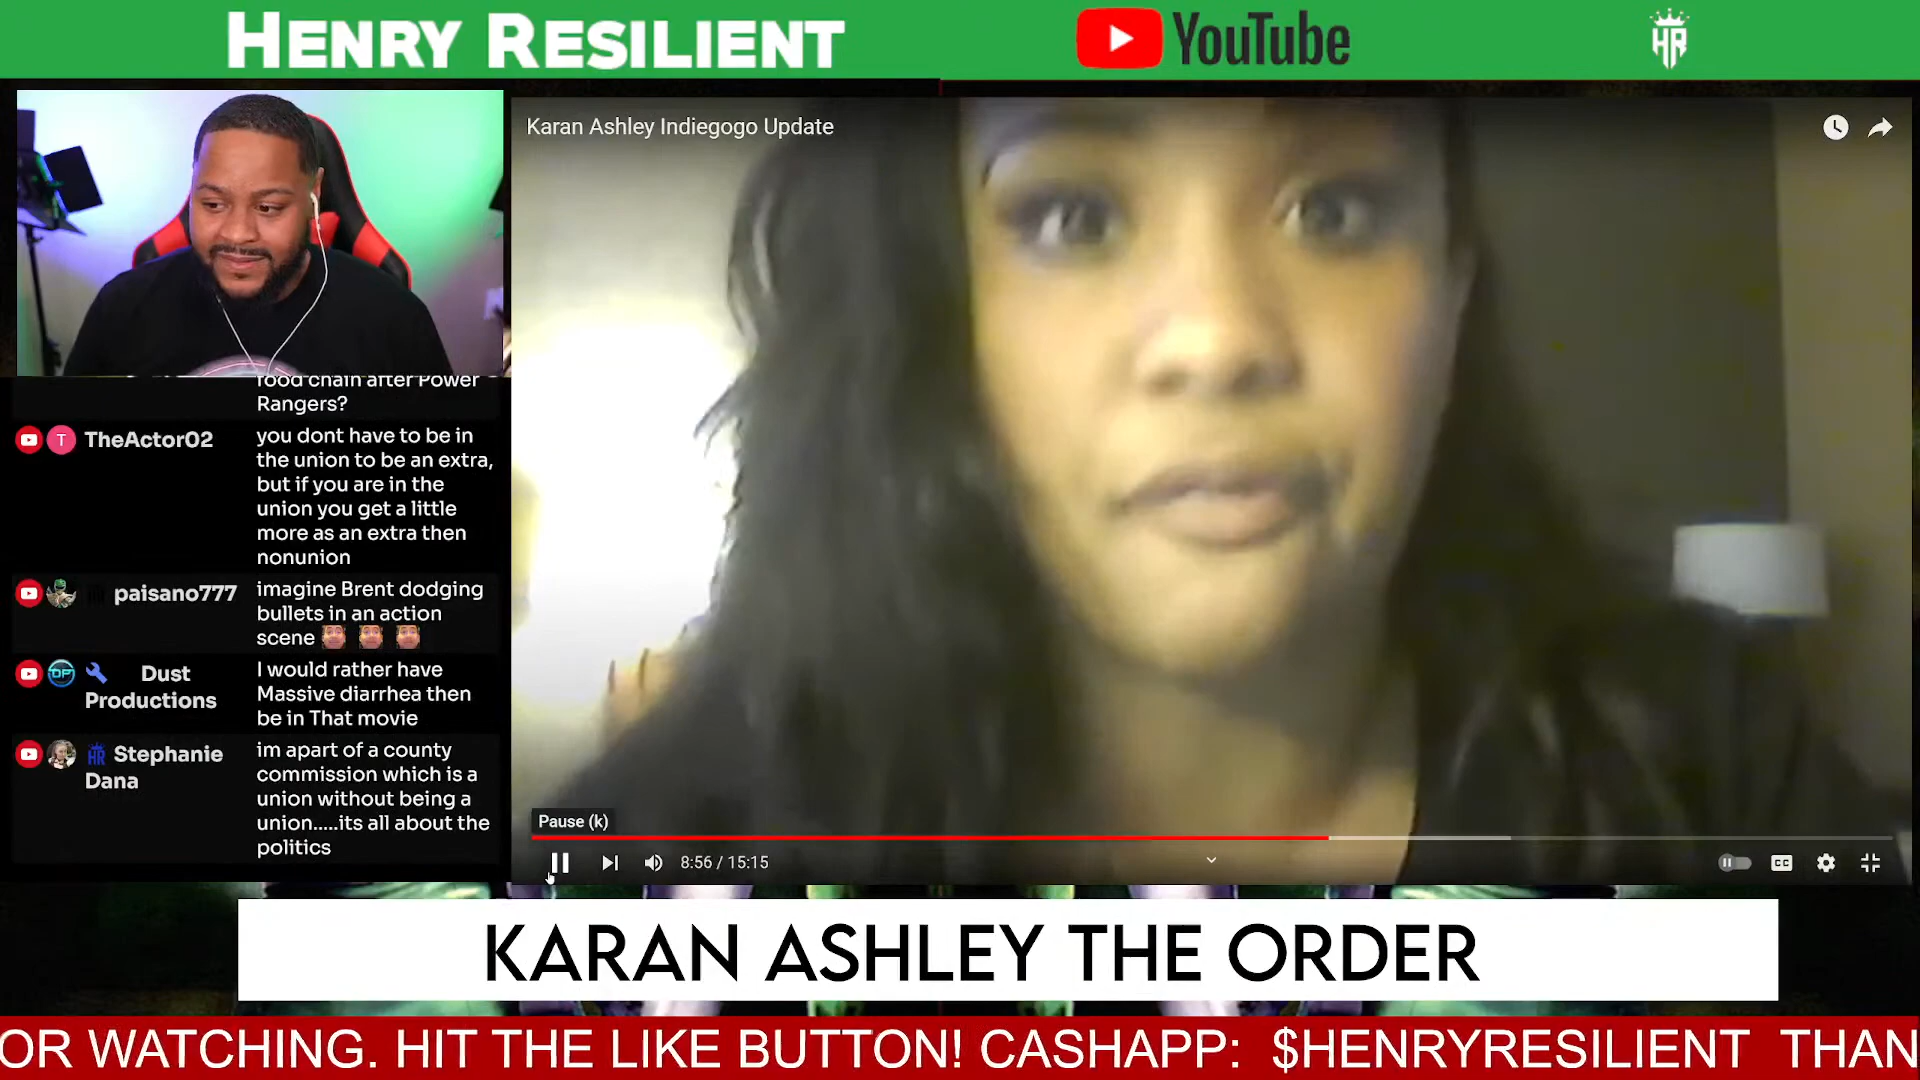 HENRY RESILIENT
YouTube
HR
Karan Ashley Indiegogo Update
food chain after Power
Rangers?
TheActor02
you dont have to be in
the union to be an extra,
but if you are in the
union you get a little
more as an extra then
nonunion
T
paisano777
imagine Brent dodging
bullets in an action
scene
DP
Dust
Productions
I would rather have
Massive diarrhea then
be in That movie
HR
Stephanie
Dana
im apart of a county
commission which is a
union without being a
union.....its all about the
politics
Pause (k)
8:56 / 15:15
CC
KARAN ASHLEY THE ORDER
OR WATCHING. HIT THE LIKE BUTTON! CASHAPP: $HENRYRESILIENT THAN